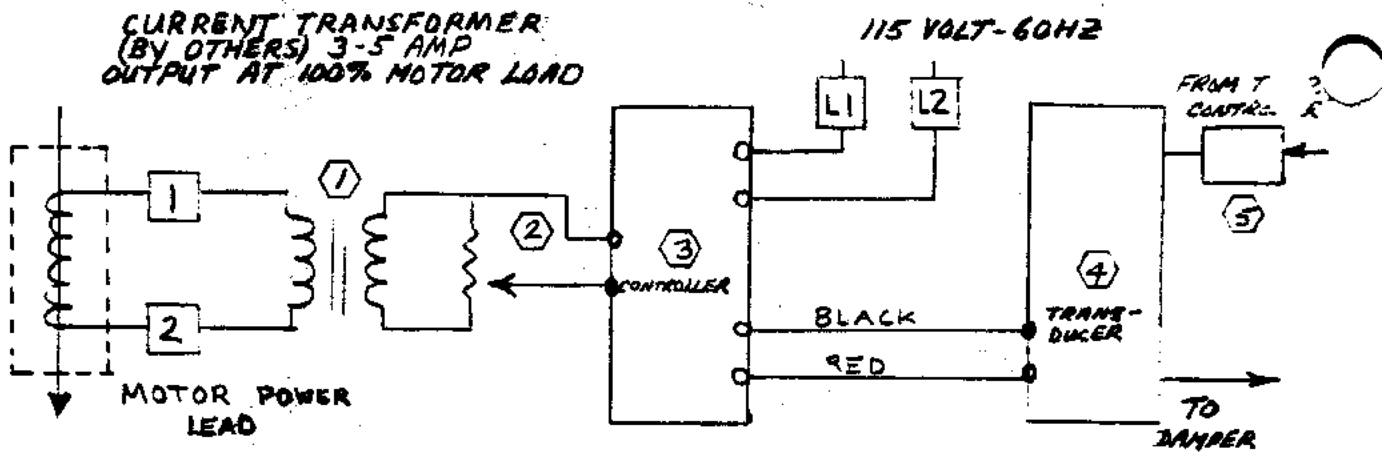 CURRENT TRANSFORMER
(BY OTHERS) 3-5 AMP
OUTPUT AT 100% MOTOR LOAD
115 VOLT-60HZ
L1
L2
FROM T
CONTRC
1
1
2
3
CONTROLLER
4
TRANS-
DUCER
5
2
BLACK
RED
MOTOR POWER
LEAD
TO
DAMPER